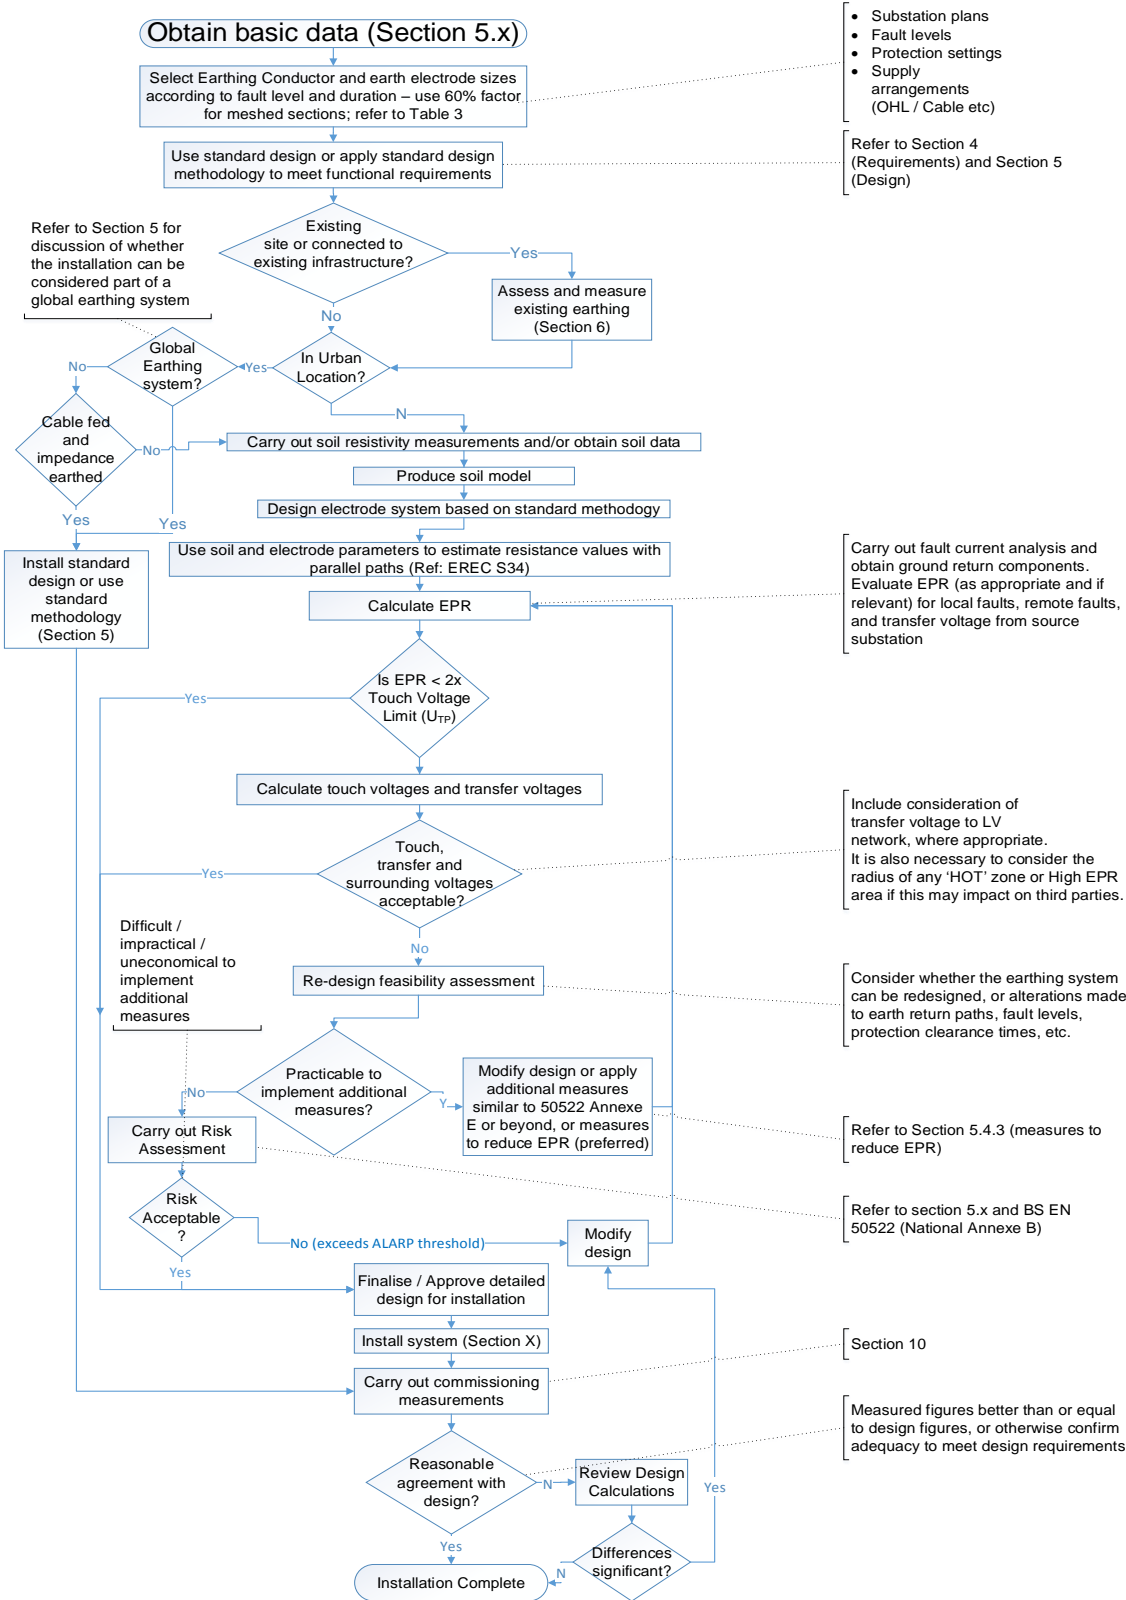 Obtain basic data (Section 5.x)
• Substation plans
• Fault levels
• Protection settings
• Supply
arrangements
(OHL / Cable etc)
Select Earthing Conductor and earth electrode sizes
according to fault level and duration – use 60% factor
for meshed sections; refer to Table 3
Use standard design or apply standard design
methodology to meet functional requirements
Refer to Section 4
(Requirements) and Section 5
(Design)
Existing
site or connected to
existing infrastructure?
Yes
No
Assess and measure
existing earthing
(Section 6)
Refer to Section 5 for
discussion of whether
the installation can be
considered part of a
global earthing system
In Urban
Location?
Yes
N
Global
Earthing
system?
No
Yes
Cable fed
and
impedance
earthed
No
Yes
Carry out soil resistivity measurements and/or obtain soil data
Produce soil model
Design electrode system based on standard methodology
Use soil and electrode parameters to estimate resistance values with
parallel paths (Ref: EREC S34)
Install standard
design or use
standard
methodology
(Section 5)
Calculate EPR
Carry out fault current analysis and
obtain ground return components.
Evaluate EPR (as appropriate and if
relevant) for local faults, remote faults,
and transfer voltage from source
substation
Is EPR < 2x
Touch Voltage
Limit (UTP)
Yes
Calculate touch voltages and transfer voltages
Touch,
transfer and
surrounding voltages
acceptable?
Yes
No
Include consideration of
transfer voltage to LV
network, where appropriate.
It is also necessary to consider the
radius of any ‘HOT’ zone or High EPR
area if this may impact on third parties.
Difficult /
impractical /
uneconomical to
implement
additional
measures
Re-design feasibility assessment
Consider whether the earthing system
can be redesigned, or alterations made
to earth return paths, fault levels,
protection clearance times, etc.
Practicable to
implement additional
measures?
No
Y
Modify design or apply
additional measures
similar to 50522 Annexe
E or beyond, or measures
to reduce EPR (preferred)
Refer to Section 5.4.3 (measures to
reduce EPR)
Carry out Risk
Assessment
Refer to section 5.x and BS EN
50522 (National Annexe B)
Risk
Acceptable
?
No (exceeds ALARP threshold)
Yes
Modify
design
Finalise / Approve detailed
design for installation
Install system (Section X)
Section 10
Carry out commissioning
measurements
Measured figures better than or equal
to design figures, or otherwise confirm
adequacy to meet design requirements
Reasonable
agreement with
design?
N
Yes
Review Design
Calculations
Yes
Differences
significant?
N
Installation Complete